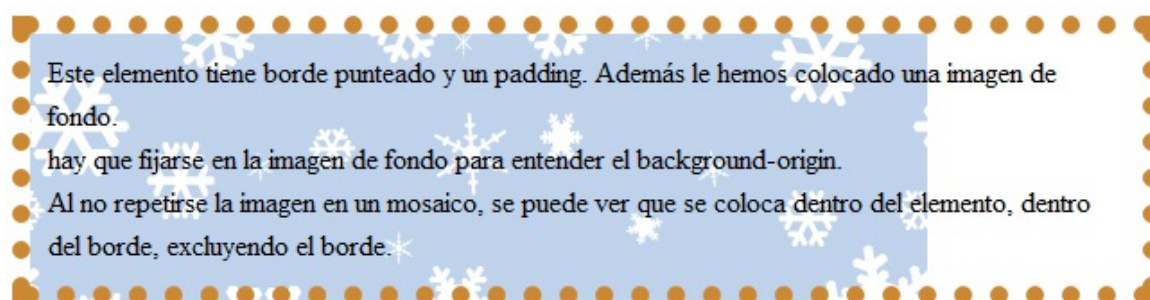 Este elemento tiene borde punteado y un padding. Además le hemos colocado una imagen de
fondo.
hay que fijarse en la imagen de fondo para entender el background-origin.
Al no repetirse la imagen en un mosaico, se puede ver que se coloca dentro del elemento, dentro
del borde, excluyendo el borde.